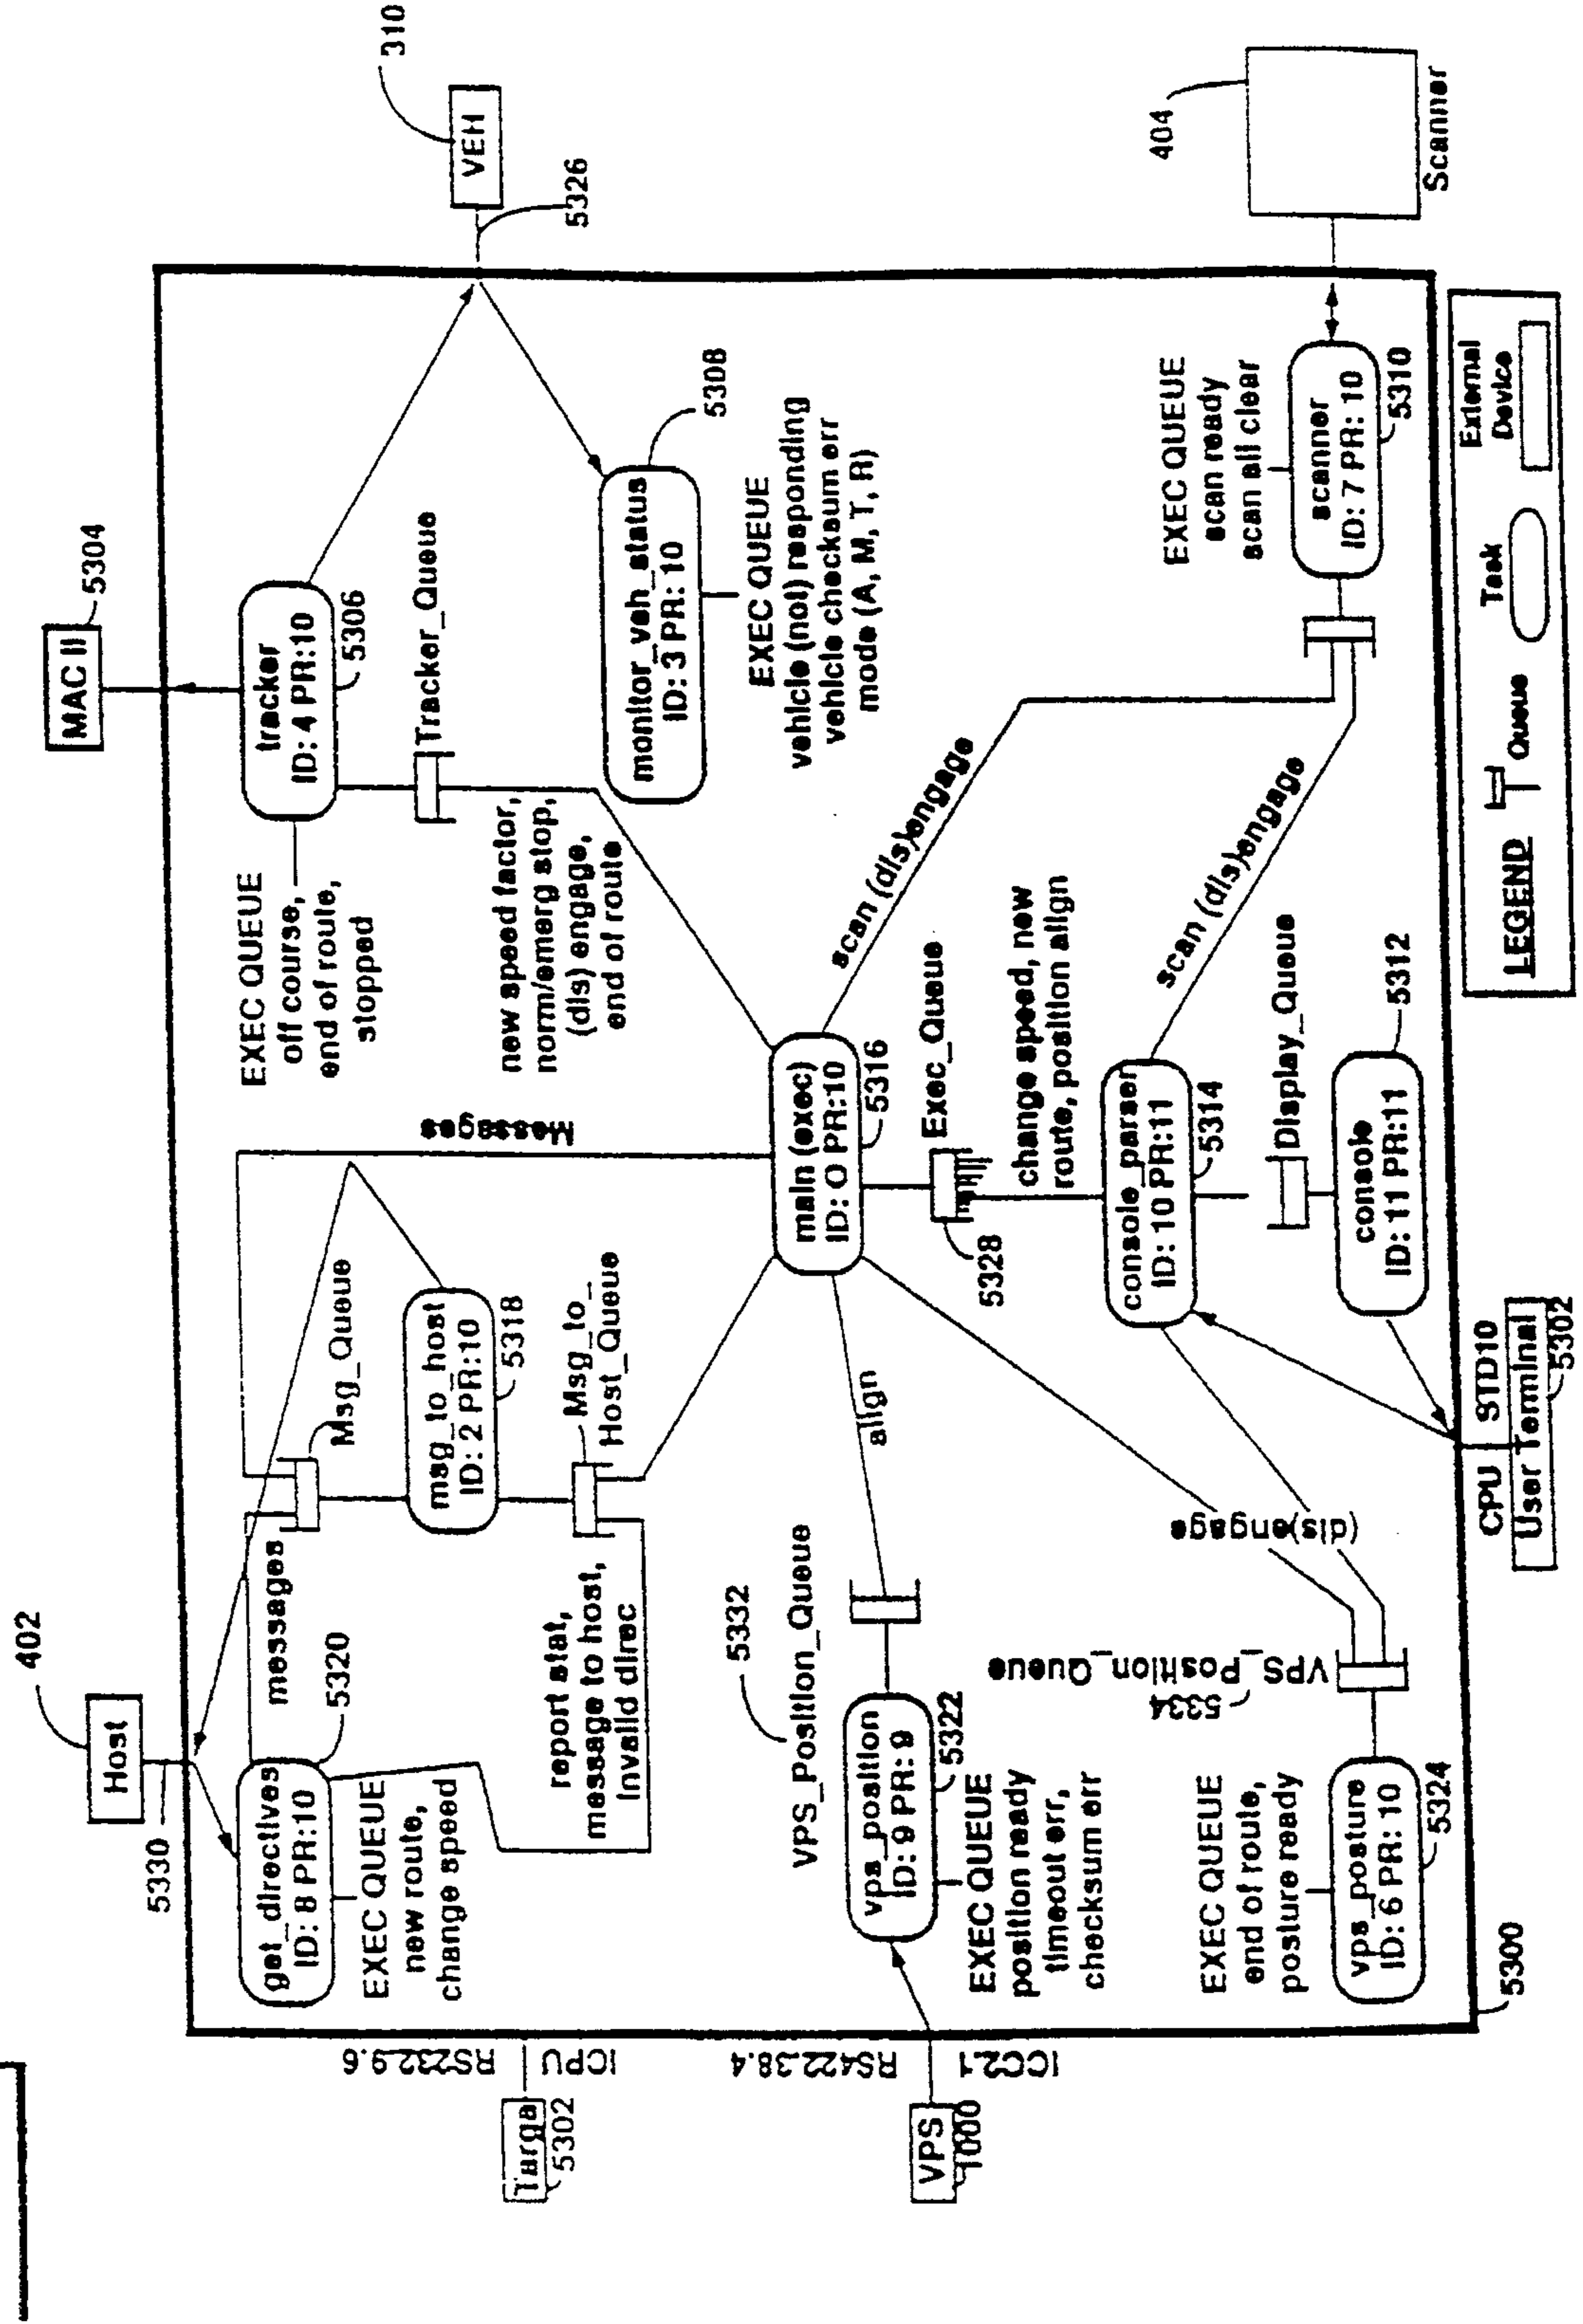 402
Host
5330
MAC II
5304
310
VEH
5326
404
Scanner
get_directives
ID: 8 PR:10
5320
EXEC QUEUE
new route,
change speed
messages
Msg_Queue
msg_to_host
ID: 2 PR:10
5318
Msg_to_
Host_Queue
report stat,
message to host,
invalid direc
Messages
EXEC QUEUE
off course,
end of route,
stopped
tracker
ID: 4 PR:10
5306
Tracker_Queue
new speed factor,
norm/emerg stop,
(dis) engage,
end of route
monitor_veh_status
ID: 3 PR: 10
5308
EXEC QUEUE
vehicle (not) responding
vehicle checksum err
mode (A, M, T, R)
Targa
5302
RS232.9.6
ICPU
VPS
1000
RS422.38.4
ICC2.1
5332
VPS_Position_Queue
vps_position
ID: 9 PR: 9
5322
EXEC QUEUE
position ready
timeout err,
checksum err
align
main (exec)
ID: 0 PR:10
5316
Exec_Queue
5328
change speed, new
route, position align
scan (dis)engage
scan (dis)engage
EXEC QUEUE
scan ready
scan all clear
scanner
ID: 7 PR: 10
5310
EXEC QUEUE
end of route,
posture ready
vps_posture
ID: 6 PR: 10
5324
VPS_Position_Queue
5334
(dis)engage
console_parser
ID: 10 PR:11
5314
Display_Queue
console
ID: 11 PR:11
5312
5300
CPU STD10
User Terminal
5302
LEGEND
Queue
Task
External
Device